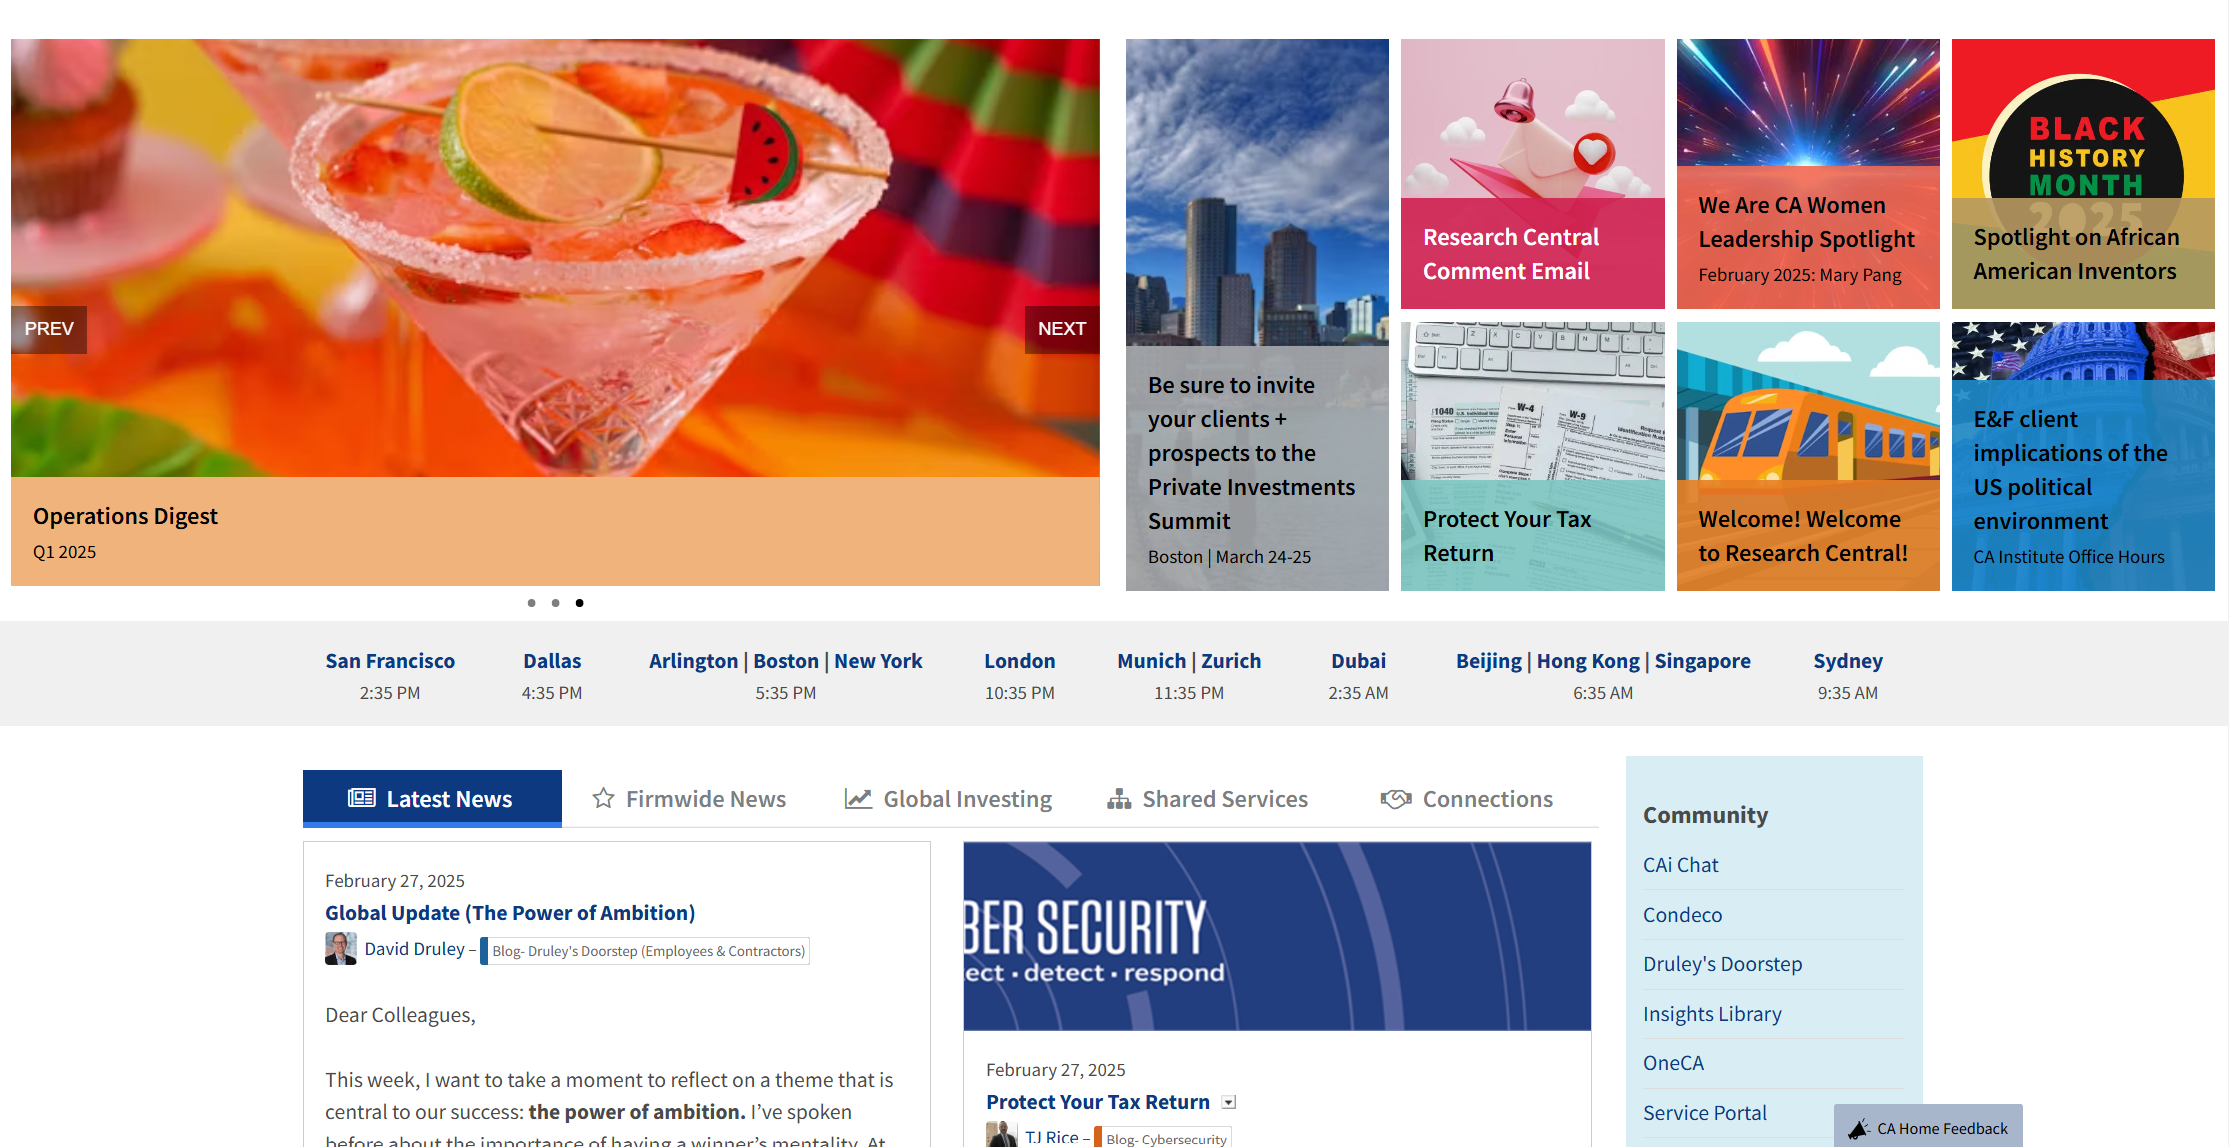 PREV
NEXT
Operations Digest
Q1 2025
Be sure to invite
your clients +
prospects to the
Private Investments
Summit
Boston | March 24-25
Research Central
Comment Email
We Are CA Women
Leadership Spotlight
February 2025: Mary Pang
BLACK
HISTORY
MONTH
2025
Spotlight on African
American Inventors
1040
W-4
W-9
Protect Your Tax
Return
Welcome! Welcome
to Research Central!
E&F client
implications of the
US political
environment
CA Institute Office Hours
San Francisco
2:35 PM
Dallas
4:35 PM
Arlington | Boston | New York
5:35 PM
London
10:35 PM
Munich | Zurich
11:35 PM
Dubai
2:35 AM
Beijing | Hong Kong | Singapore
6:35 AM
Sydney
9:35 AM
Latest News
Firmwide News
Global Investing
Shared Services
Connections
February 27, 2025
Global Update (The Power of Ambition)
David Druley – Blog- Druley's Doorstep (Employees & Contractors)
Dear Colleagues,
This week, I want to take a moment to reflect on a theme that is
central to our success: the power of ambition. I’ve spoken
before about the importance of having a winner’s mentality. At
BER SECURITY
ect · detect · respond
February 27, 2025
Protect Your Tax Return
TJ Rice – Blog- Cybersecurity
Community
CAi Chat
Condeco
Druley's Doorstep
Insights Library
OneCA
Service Portal
CA Home Feedback